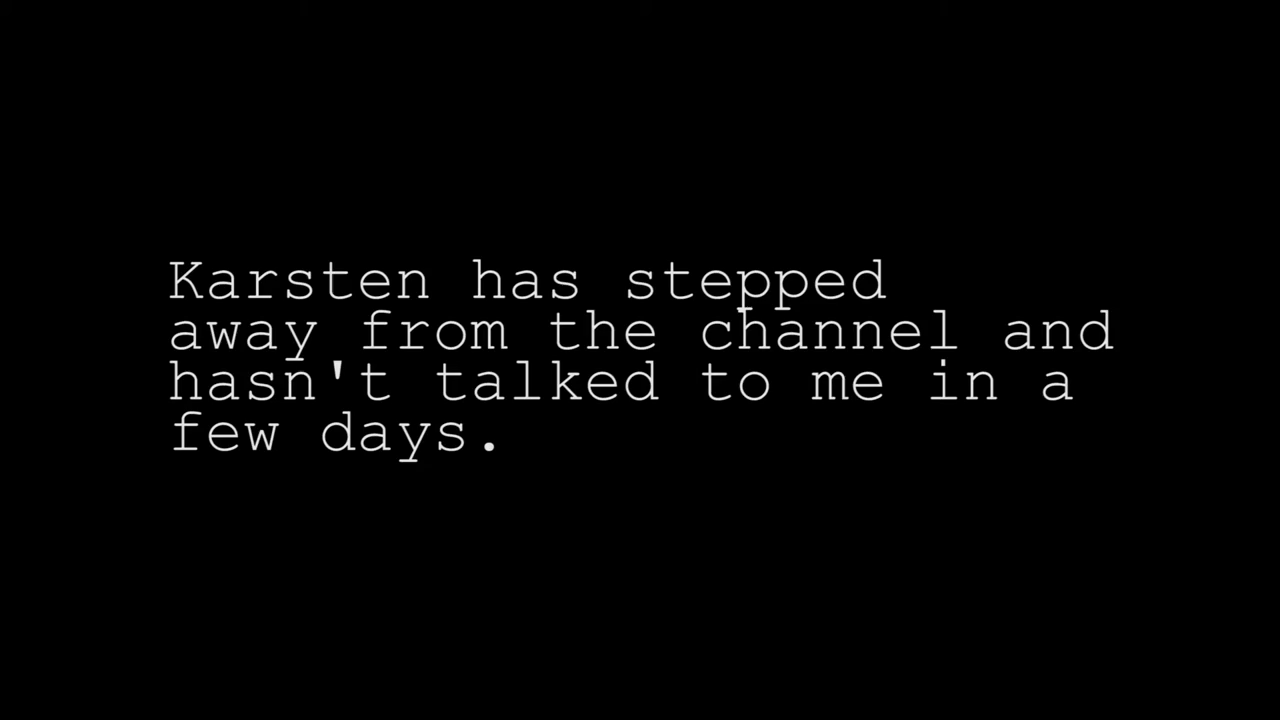 Karsten has stepped
away from the channel and
hasn't talked to me in a
few days.